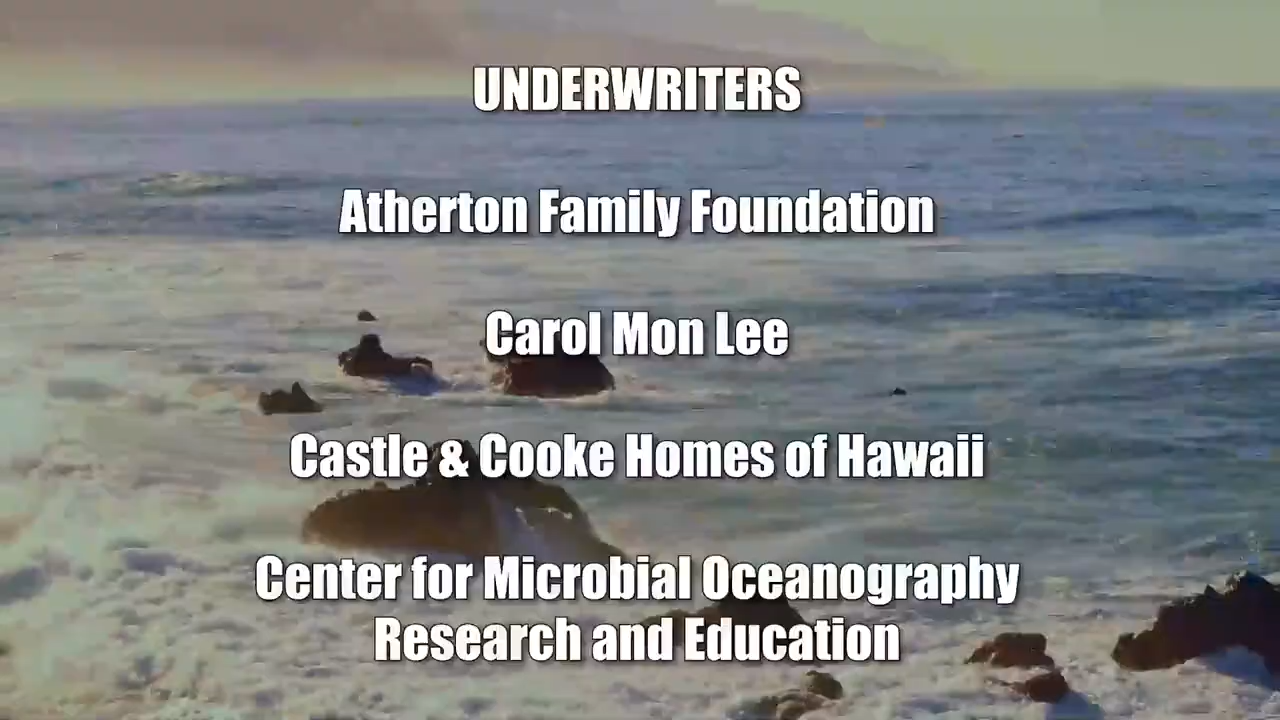 UNDERWRITERS
Atherton Family Foundation
Carol Mon Lee
Castle & Cooke Homes of Hawaii
Center for Microbial Oceanography
Research and Education